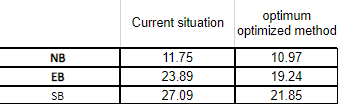 Current situation optimum
optimized method
NB 11.75 10.97
EB 23.89 19.24
SB 27.09 21.85